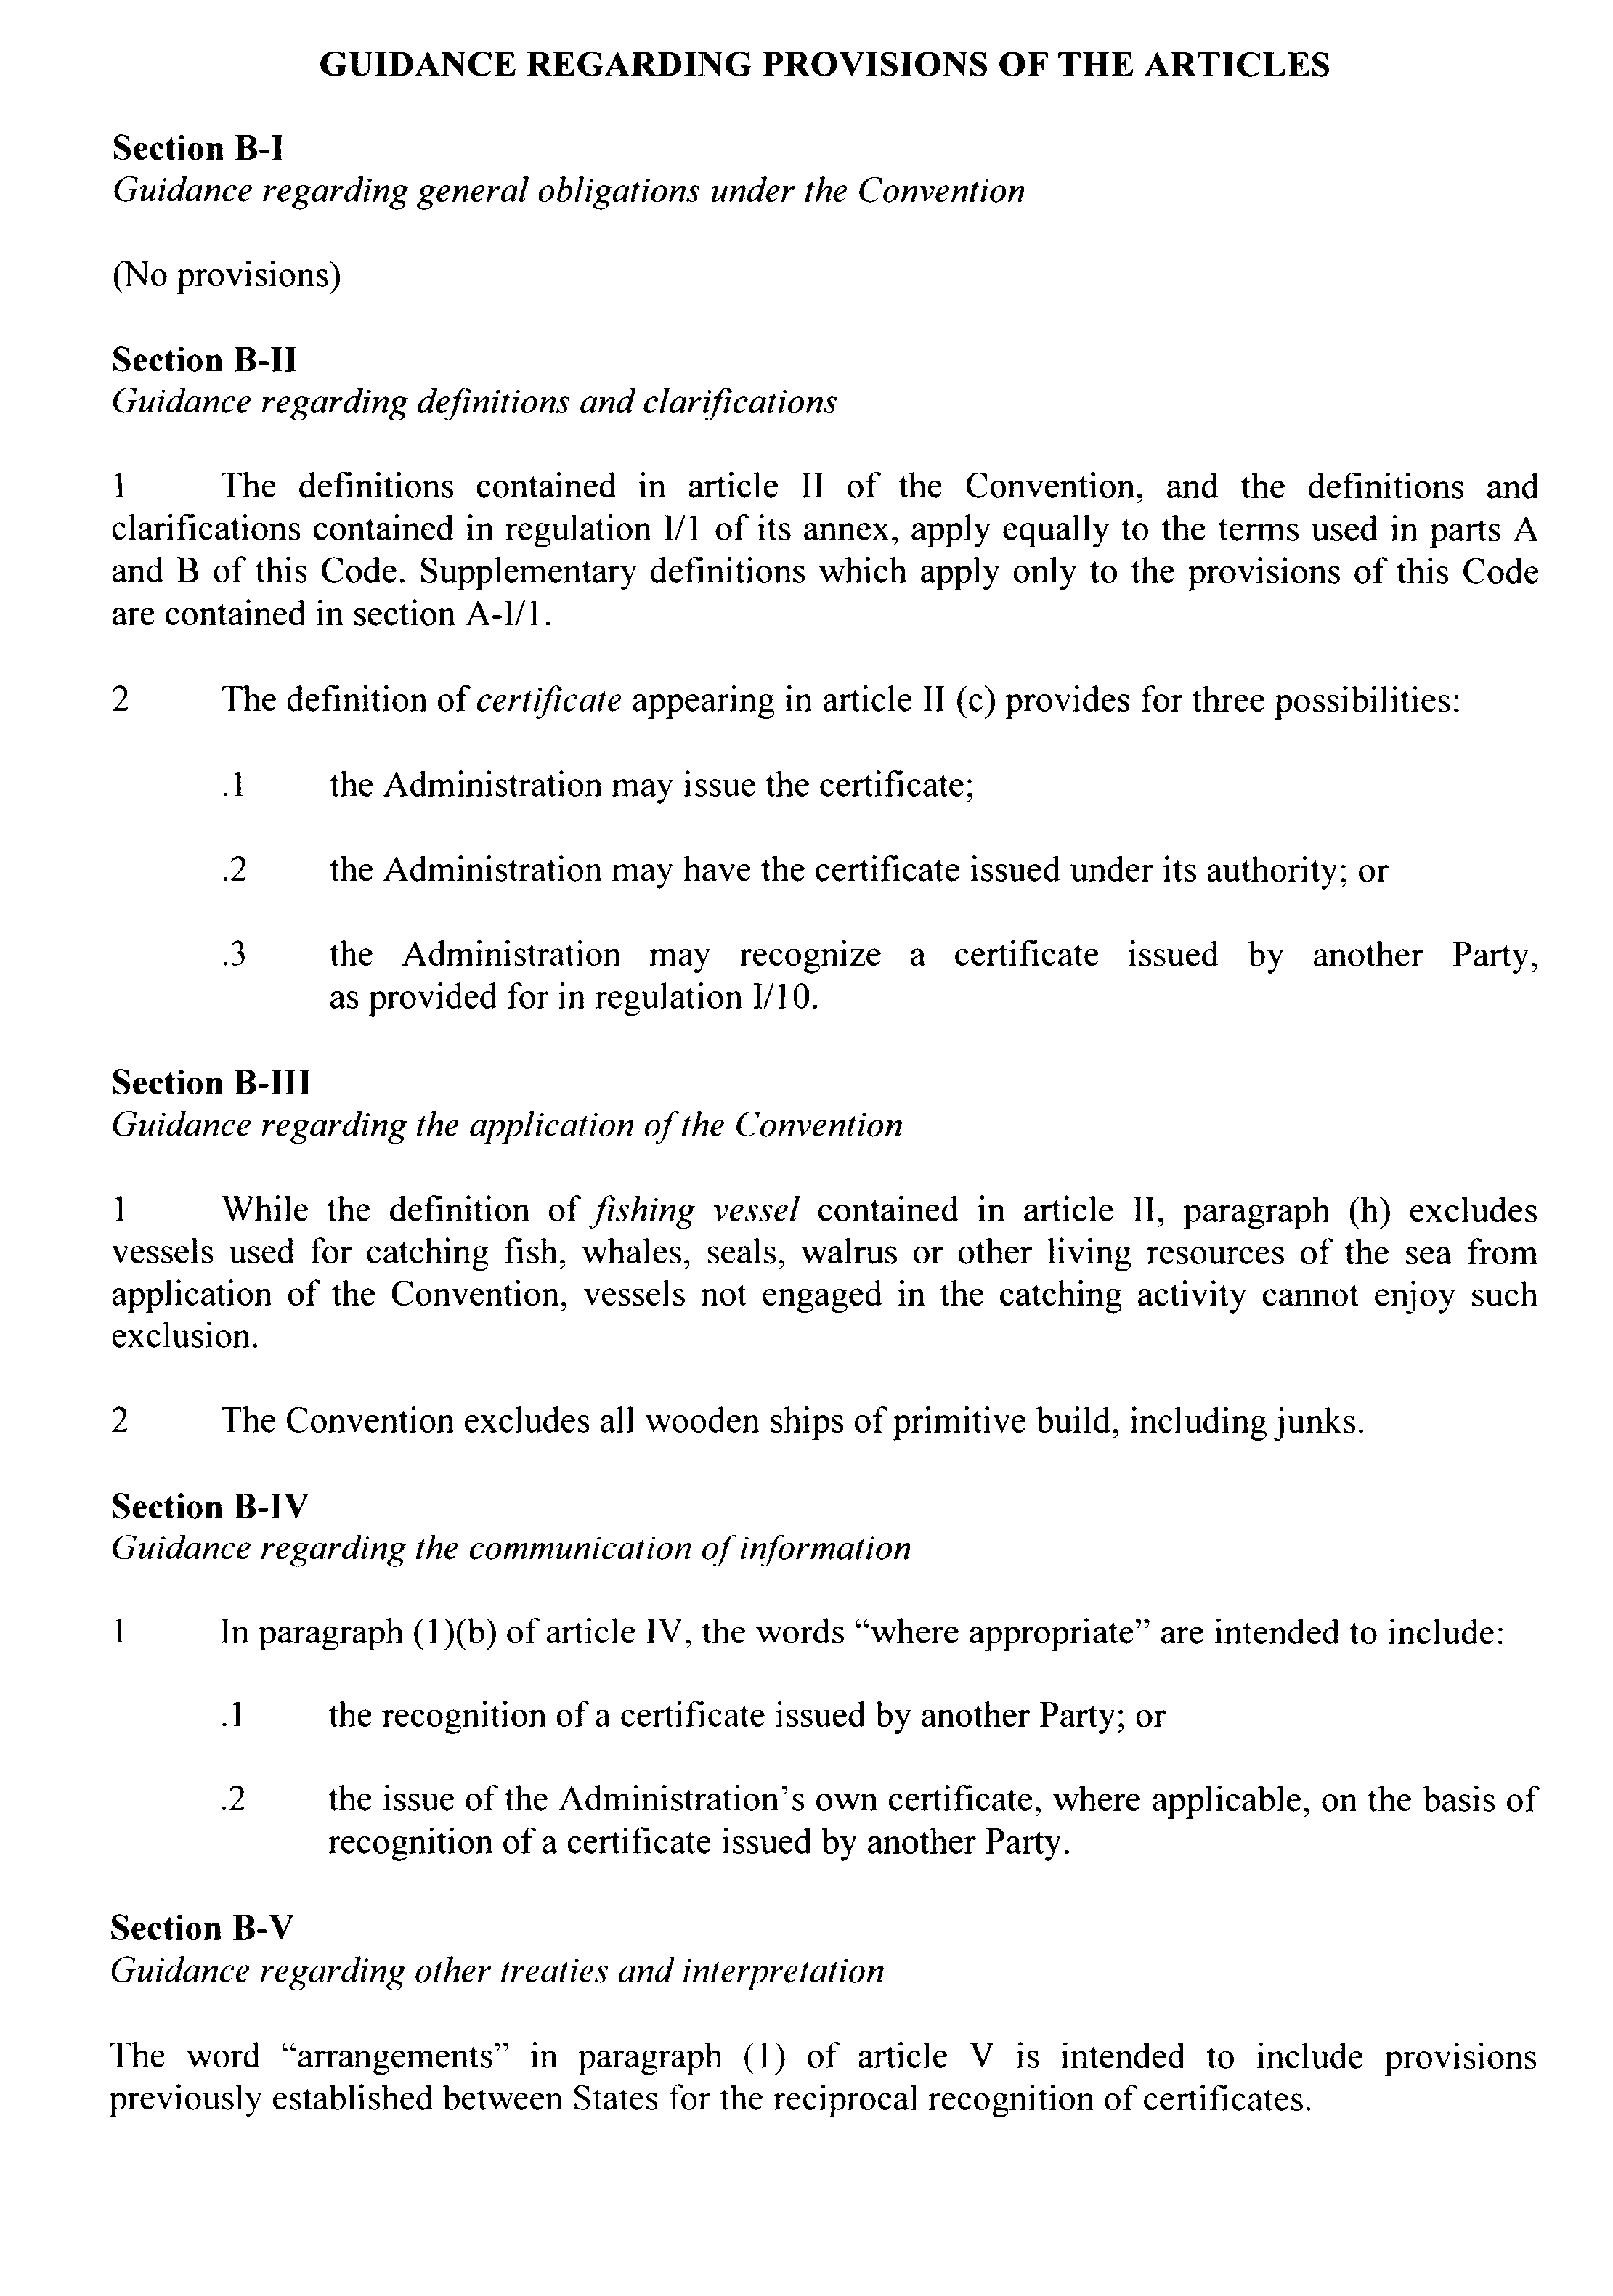 GUIDANCE REGARDING PROVISIONS OF THE ARTICLES
Section B-I
Guidance regarding general obligations under the Convention
(No provisions)
Section B-II
Guidance regarding definitions and clarifications
1 The definitions contained in article II of the Convention, and the definitions and
clarifications contained in regulation I/1 of its annex, apply equally to the terms used in parts A
and B of this Code. Supplementary definitions which apply only to the provisions of this Code
are contained in section A-I/1.
2 The definition of certificate appearing in article II (c) provides for three possibilities:
.1 the Administration may issue the certificate;
.2 the Administration may have the certificate issued under its authority; or
.3 the Administration may recognize a certificate issued by another Party,
as provided for in regulation I/10.
Section B-III
Guidance regarding the application of the Convention
1 While the definition of fishing vessel contained in article II, paragraph (h) excludes
vessels used for catching fish, whales, seals, walrus or other living resources of the sea from
application of the Convention, vessels not engaged in the catching activity cannot enjoy such
exclusion.
2 The Convention excludes all wooden ships of primitive build, including junks.
Section B-IV
Guidance regarding the communication of information
1 In paragraph (1)(b) of article IV, the words “where appropriate” are intended to include:
.1 the recognition of a certificate issued by another Party; or
.2 the issue of the Administration’s own certificate, where applicable, on the basis of
recognition of a certificate issued by another Party.
Section B-V
Guidance regarding other treaties and interpretation
The word “arrangements” in paragraph (1) of article V is intended to include provisions
previously established between States for the reciprocal recognition of certificates.